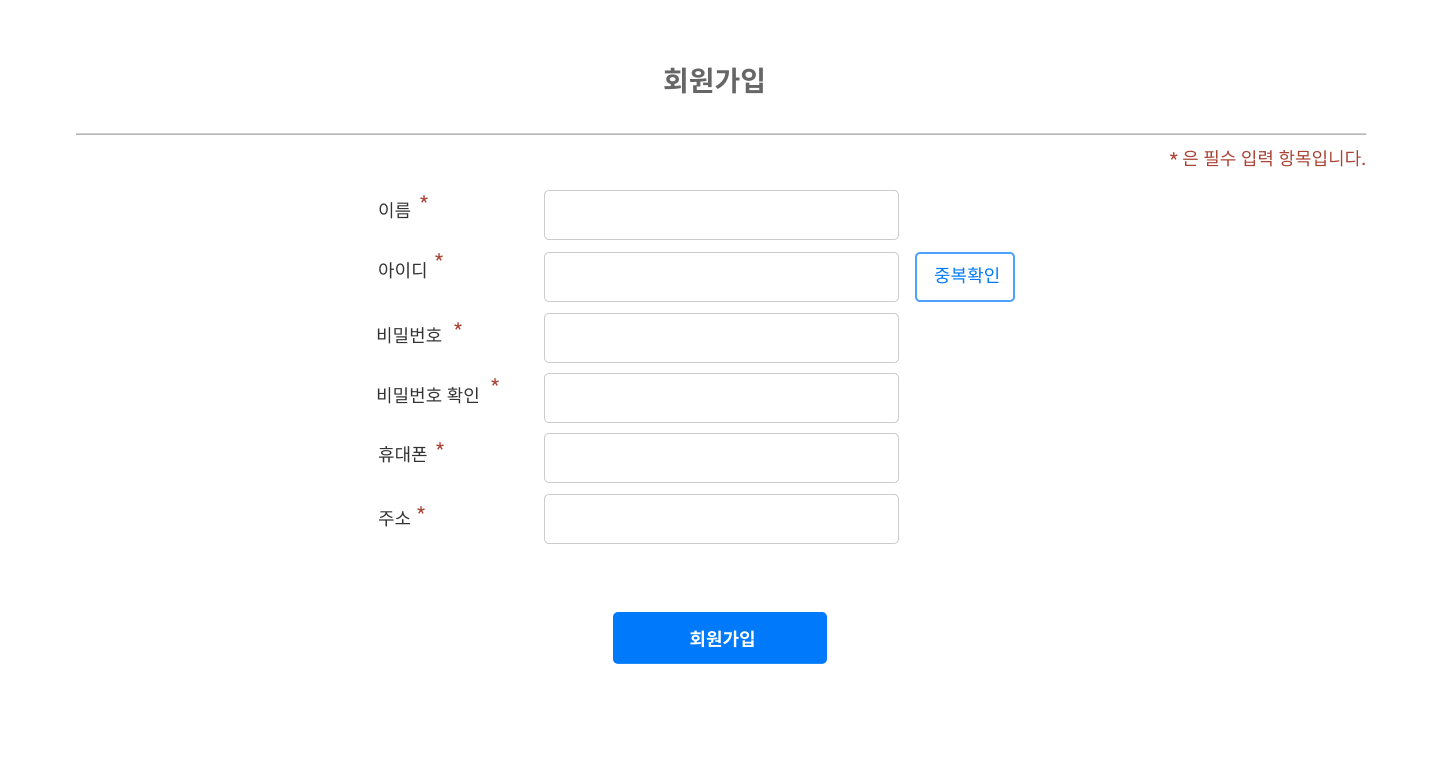 회원가입
* 은 필수 입력 항목입니다.
이름 *
아이디 * 중복확인
비밀번호 *
비밀번호 확인 *
휴대폰 *
주소 *
회원가입